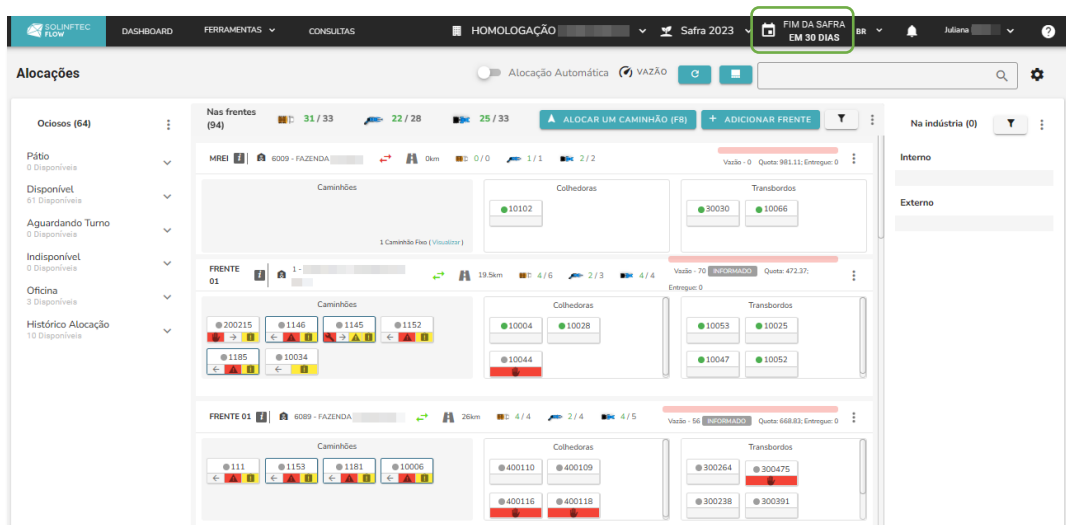 SOLINFTEC
FLOW
DASHBOARD
FERRAMENTAS
CONSULTAS
HOMOLOGAÇÃO
Safra 2023
FIM DA SAFRA
EM 30 DIAS
BR
Juliana
?
Alocações
Alocação Automática
VAZÃO
Ociosos (64)
Pátio
0 Disponíveis
Disponível
61 Disponíveis
Aguardando Turno
0 Disponíveis
Indisponível
0 Disponíveis
Oficina
3 Disponíveis
Histórico Alocação
10 Disponíveis
Nas frentes
(94)
31 / 33
22 / 28
25 / 33
ALOCAR UM CAMINHÃO (F8)
+ ADICIONAR FRENTE
MREI i 6009 - FAZENDA 0km 0/0 1/1 2/2 Vazão - 0 Quota: 981.11; Entregue: 0
Caminhões
1 Caminhão Fixo ( Visualizar )
Colhedoras
10102
Transbordos
30030 10066
FRENTE
01
i 1 - 19.5km 4/6 2/3 4/4 Vazão - 70 INFORMADO Quota: 472.37;
Entregue: 0
Caminhões
200215 1146 1145 1152
1185 10034
Colhedoras
10004 10028
10044
Transbordos
10053 10025
10047 10052
FRENTE 01 i 6089 - FAZENDA 26km 4/4 2/4 4/5 Vazão - 56 INFORMADO Quota: 668.83; Entregue: 0
Caminhões
111 1153 1181 10006
Colhedoras
400110 400109
400116 400118
Transbordos
300264 300475
300238 300391
Na indústria (0)
Interno
Externo